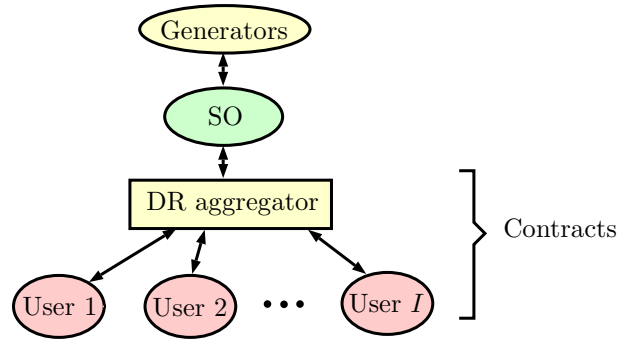 Generators
SO
DR aggregator
Contracts
User 1
User 2
•••
User I